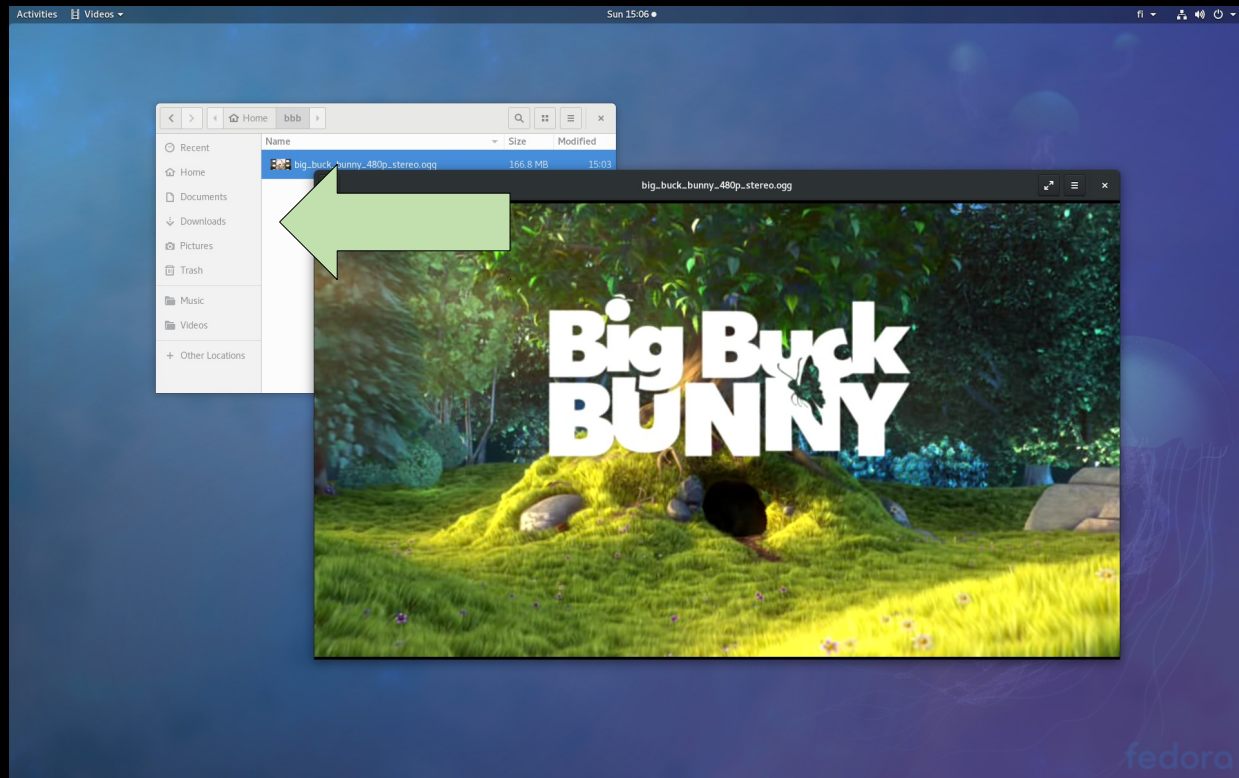 Activities Videos Sun 15:06 fi
Home bbb
Name Size Modified
Recent
big_buck_bunny_480p_stereo.ogg 166.8 MB 15:03
Home
big_buck_bunny_480p_stereo.ogg
Documents
Downloads
Pictures
Trash
Music
Videos
+ Other Locations
Big Buck
BUNNY
fedora